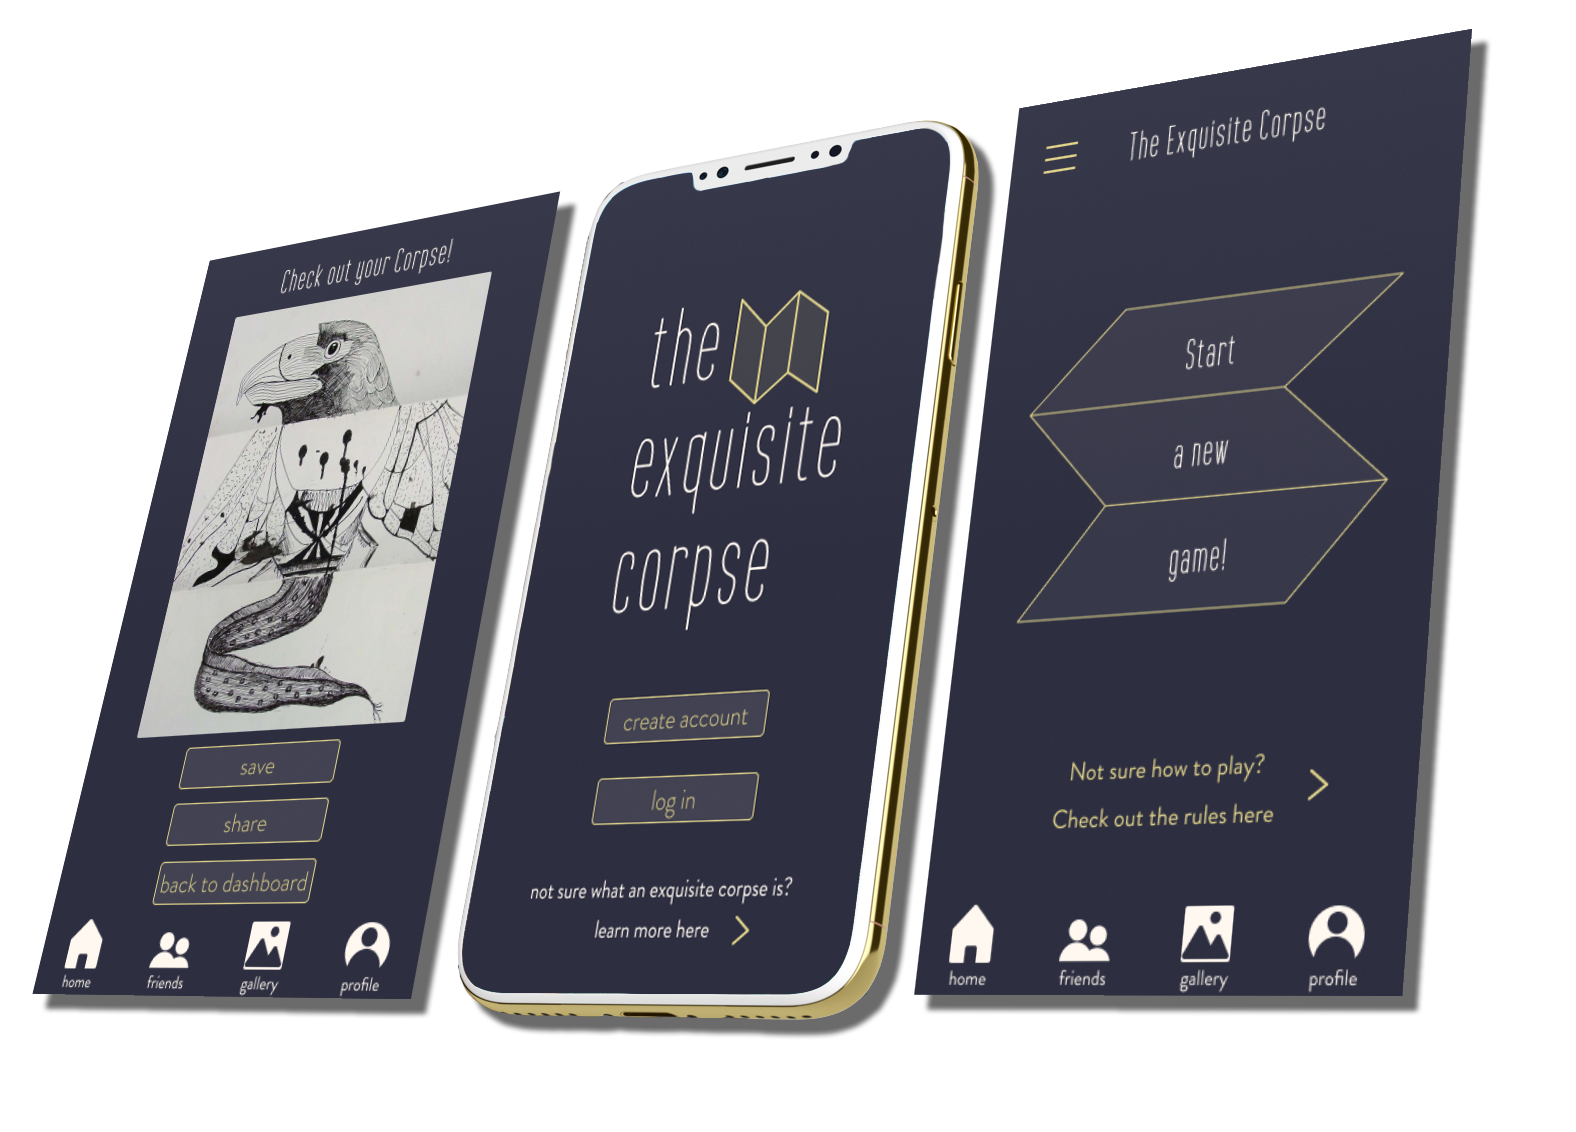 Check out your Corpse!
save
share
back to dashboard
home
friends
gallery
profile
the
exquisite
corpse
create account
log in
not sure what an exquisite corpse is?
learn more here
The Exquisite Corpse
Start
a new
game!
Not sure how to play?
Check out the rules here
home
friends
gallery
profile